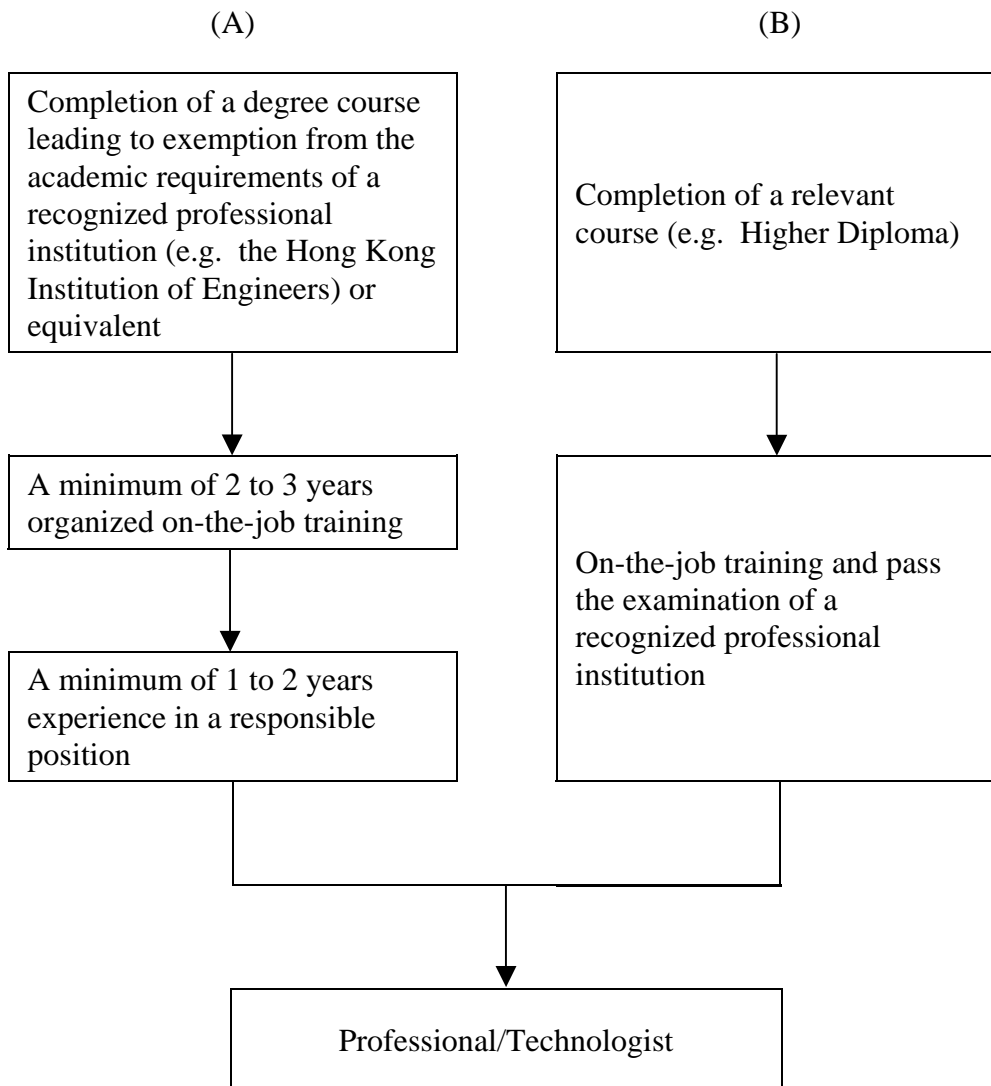 (A)
(B)
Completion of a degree course
leading to exemption from the
academic requirements of a
recognized professional
institution (e.g. the Hong Kong
Institution of Engineers) or
equivalent
A minimum of 2 to 3 years
organized on-the-job training
A minimum of 1 to 2 years
experience in a responsible
position
Completion of a relevant
course (e.g. Higher Diploma)
On-the-job training and pass
the examination of a
recognized professional
institution
Professional/Technologist